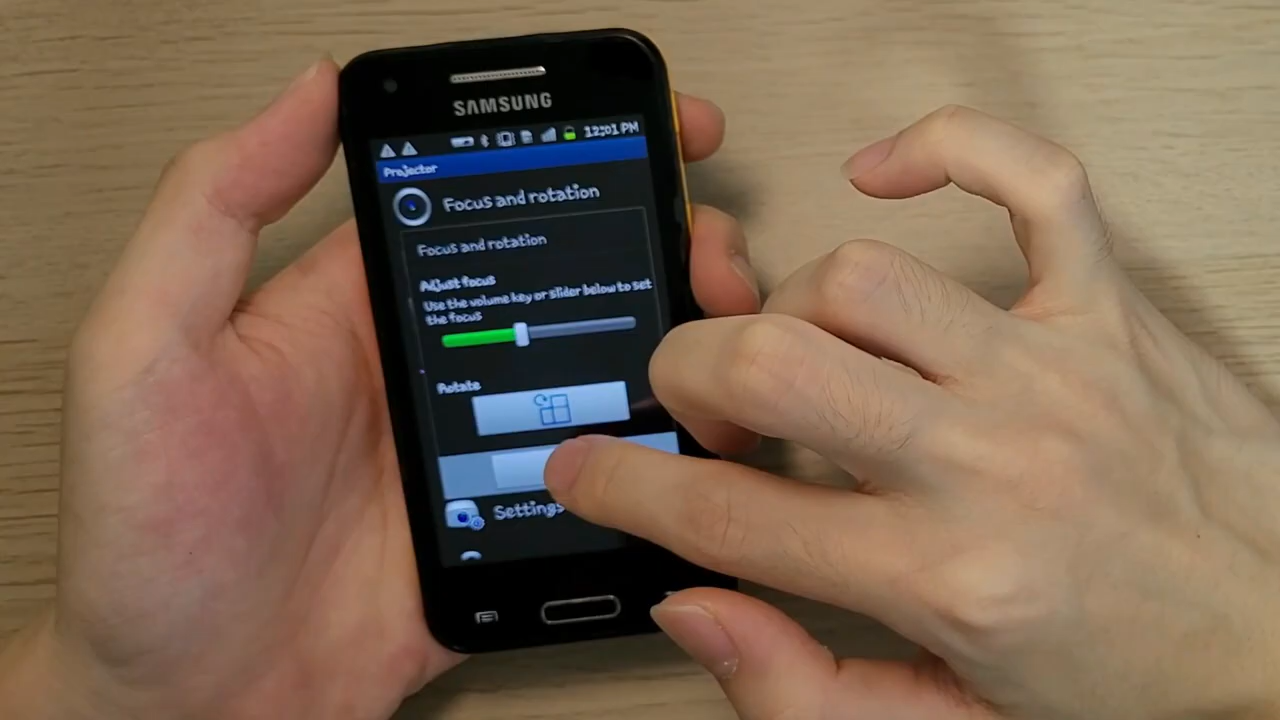 SAMSUNG
12:01 PM
Projector
Focus and rotation
Focus and rotation
Adjust focus
Use the volume key or slider below to set
the focus
Rotate
Settings